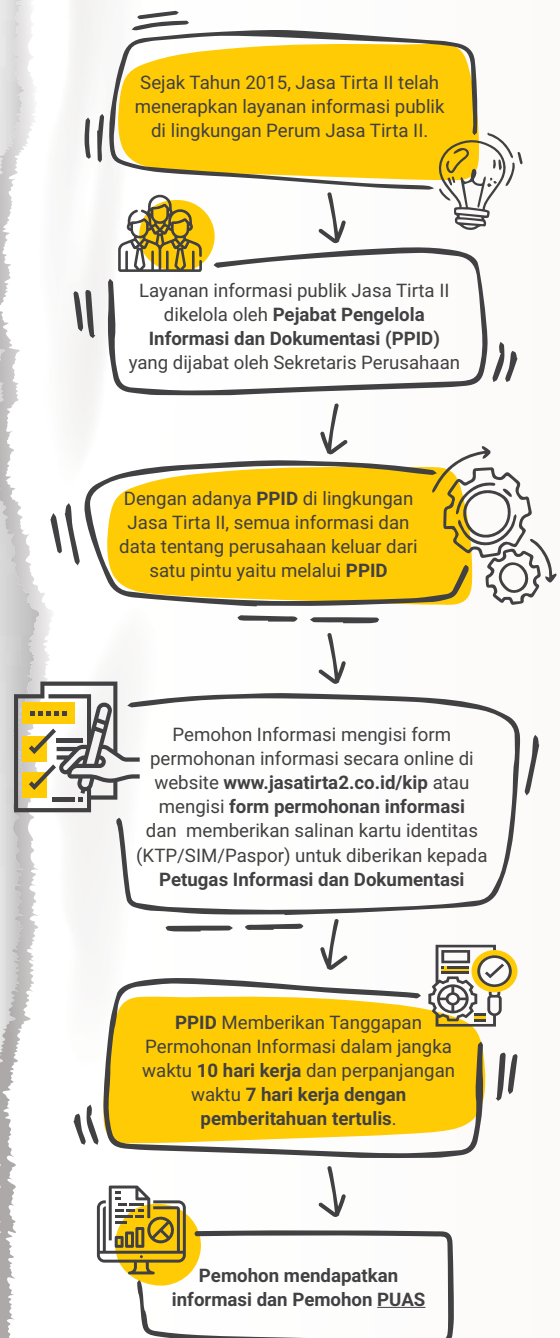 Sejak Tahun 2015, Jasa Tirta II telah
menerapkan layanan informasi publik
di lingkungan Perum Jasa Tirta II.
Layanan informasi publik Jasa Tirta II
dikelola oleh Pejabat Pengelola
Informasi dan Dokumentasi (PPID)
yang dijabat oleh Sekretaris Perusahaan
Dengan adanya PPID di lingkungan
Jasa Tirta II, semua informasi dan
data tentang perusahaan keluar dari
satu pintu yaitu melalui PPID
Pemohon Informasi mengisi form
permohonan informasi secara online di
website www.jasatirta2.co.id/kip atau
mengisi form permohonan informasi
dan memberikan salinan kartu identitas
(KTP/SIM/Paspor) untuk diberikan kepada
Petugas Informasi dan Dokumentasi
PPID Memberikan Tanggapan
Permohonan Informasi dalam jangka
waktu 10 hari kerja dan perpanjangan
waktu 7 hari kerja dengan
pemberitahuan tertulis.
Pemohon mendapatkan
informasi dan Pemohon PUAS